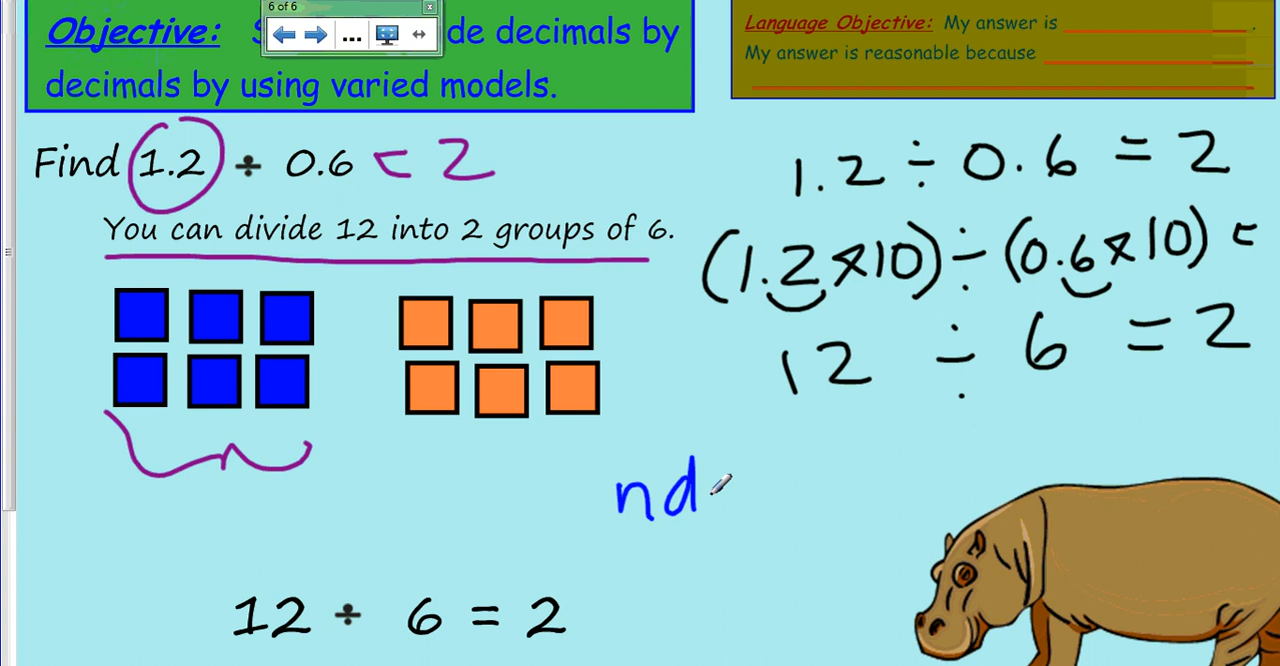 6 of 6
Objective: S de decimals by
decimals by using varied models.
Language Objective: My answer is ____.
My answer is reasonable because ____
Find 1.2 ÷ 0.6 = 2
You can divide 12 into 2 groups of 6.
1.2 ÷ 0.6 = 2
(1.2 x 10) ÷ (0.6 x 10) =
12 ÷ 6 = 2
nd
12 ÷ 6 = 2